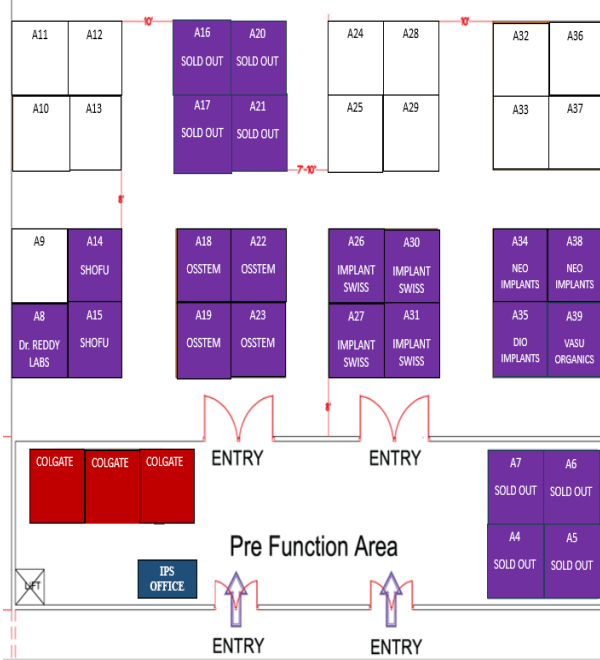 10'
10'
A11
A12
A16
SOLD OUT
A20
SOLD OUT
A24
A28
A32
A36
A10
A13
A17
SOLD OUT
A21
SOLD OUT
A25
A29
A33
A37
7'-10"
8'
A9
A14
SHOFU
A18
OSSTEM
A22
OSSTEM
A26
IMPLANT
SWISS
A30
IMPLANT
SWISS
A34
NEO
IMPLANTS
A38
NEO
IMPLANTS
A8
Dr. REDDY
LABS
A15
SHOFU
A19
OSSTEM
A23
OSSTEM
A27
IMPLANT
SWISS
A31
IMPLANT
SWISS
A35
DIO
IMPLANTS
A39
VASU
ORGANICS
8'
ENTRY
ENTRY
COLGATE
COLGATE
COLGATE
A7
SOLD OUT
A6
SOLD OUT
Pre Function Area
A4
SOLD OUT
A5
SOLD OUT
LIFT
IPS
OFFICE
ENTRY
ENTRY